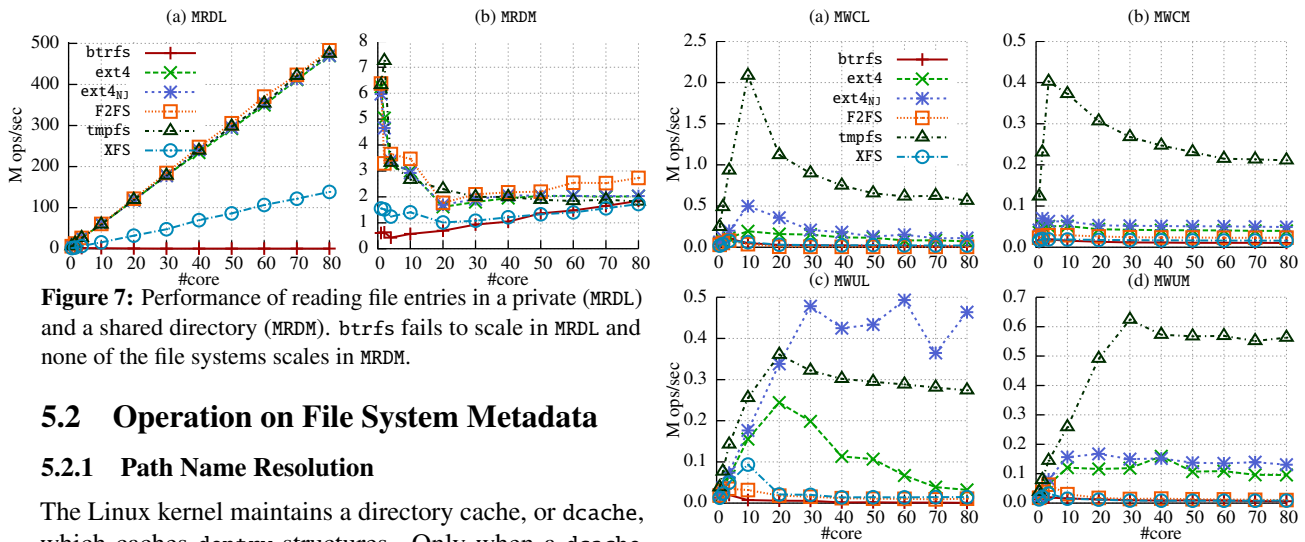 (a) MRDL
(b) MRDM
500
400
300
200
100
0
M ops/sec
btrfs
ext4
ext4NJ
F2FS
tmpfs
XFS
0 10 20 30 40 50 60 70 80
8
7
6
5
4
3
2
1
0
0 10 20 30 40 50 60 70 80
#core
Figure 7: Performance of reading file entries in a private (MRDL)
and a shared directory (MRDM). btrfs fails to scale in MRDL and
none of the file systems scales in MRDM.
5.2 Operation on File System Metadata
5.2.1 Path Name Resolution
The Linux kernel maintains a directory cache, or dcache,
which caches dentry structures. Only when a dcache
(a) MWCL
(b) MWCM
2.5
2.0
1.5
1.0
0.5
0.0
M ops/sec
btrfs
ext4
ext4NJ
F2FS
tmpfs
XFS
0 10 20 30 40 50 60 70 80
0.5
0.4
0.3
0.2
0.1
0.0
0 10 20 30 40 50 60 70 80
#core
(c) MWUL
(d) MWUM
0.5
0.4
0.3
0.2
0.1
0.0
M ops/sec
0 10 20 30 40 50 60 70 80
0.7
0.6
0.5
0.4
0.3
0.2
0.1
0.0
0 10 20 30 40 50 60 70 80
#core